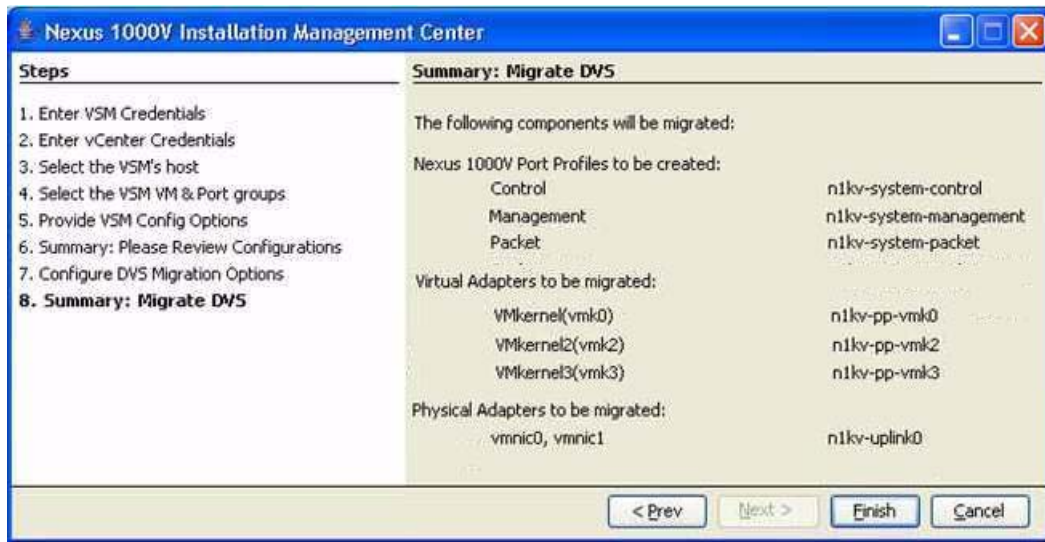 Nexus 1000V Installation Management Center
Steps
1. Enter VSM Credentials
2. Enter vCenter Credentials
3. Select the VSM's host
4. Select the VSM VM & Port groups
5. Provide VSM Config Options
6. Summary: Please Review Configurations
7. Configure DVS Migration Options
8. Summary: Migrate DVS
Summary: Migrate DVS
The following components will be migrated:
Nexus 1000V Port Profiles to be created:
Control n1kv-system-control
Management n1kv-system-management
Packet n1kv-system-packet
Virtual Adapters to be migrated:
VMkernel(vmk0) n1kv-pp-vmk0
VMkernel2(vmk2) n1kv-pp-vmk2
VMkernel3(vmk3) n1kv-pp-vmk3
Physical Adapters to be migrated:
vmnic0, vmnic1 n1kv-uplink0
< Prev Next > Finish Cancel